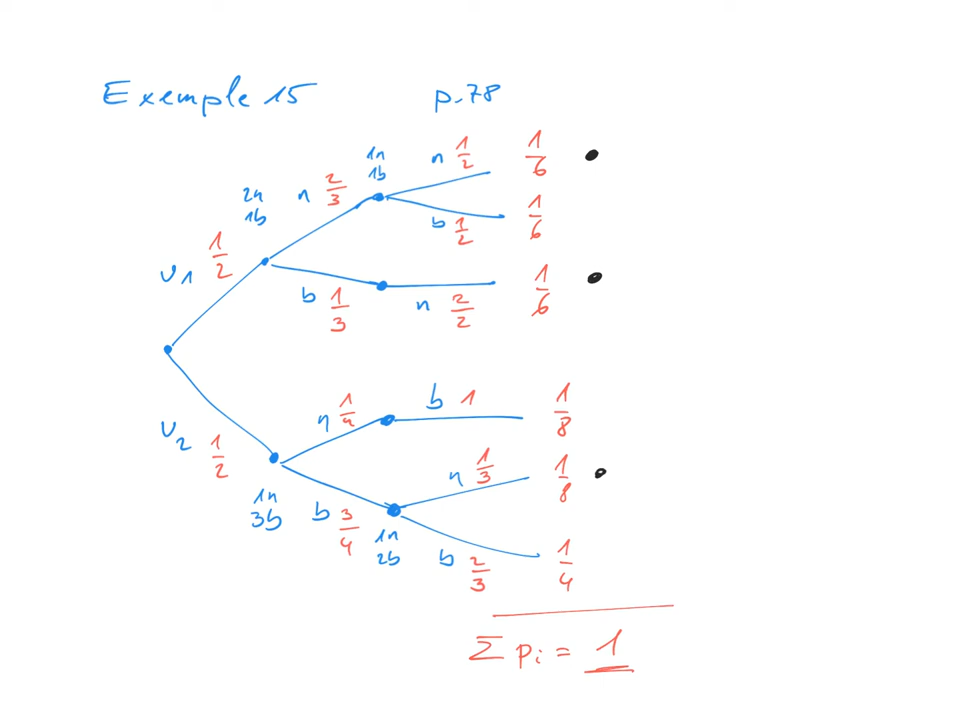 Exemple 15 p.78
1n n 1/2 1/6
1b
2n n 2/3
1b
b 1/2 1/6
U1 1/2
b 1/3 n 2/2 1/6
n 1/4 b 1 1/8
U2 1/2
n 1/3 1/8
1n
3b b 3/4
1n
2b b 2/3 1/4
Σ pi = 1